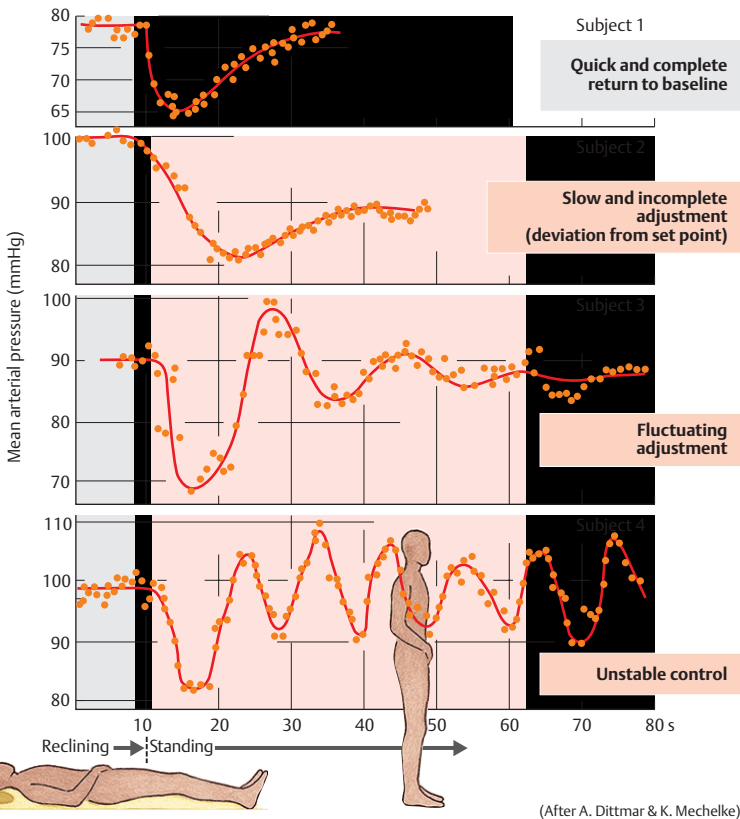 80
75
70
65
Subject 1
Quick and complete
return to baseline
100
90
80
Subject 2
Slow and incomplete
adjustment
(deviation from set point)
Mean arterial pressure (mmHg)
100
90
80
70
Subject 3
Fluctuating
adjustment
110
100
90
80
Subject 4
Unstable control
10 20 30 40 50 60 70 80 s
Reclining Standing
(After A. Dittmar & K. Mechelke)